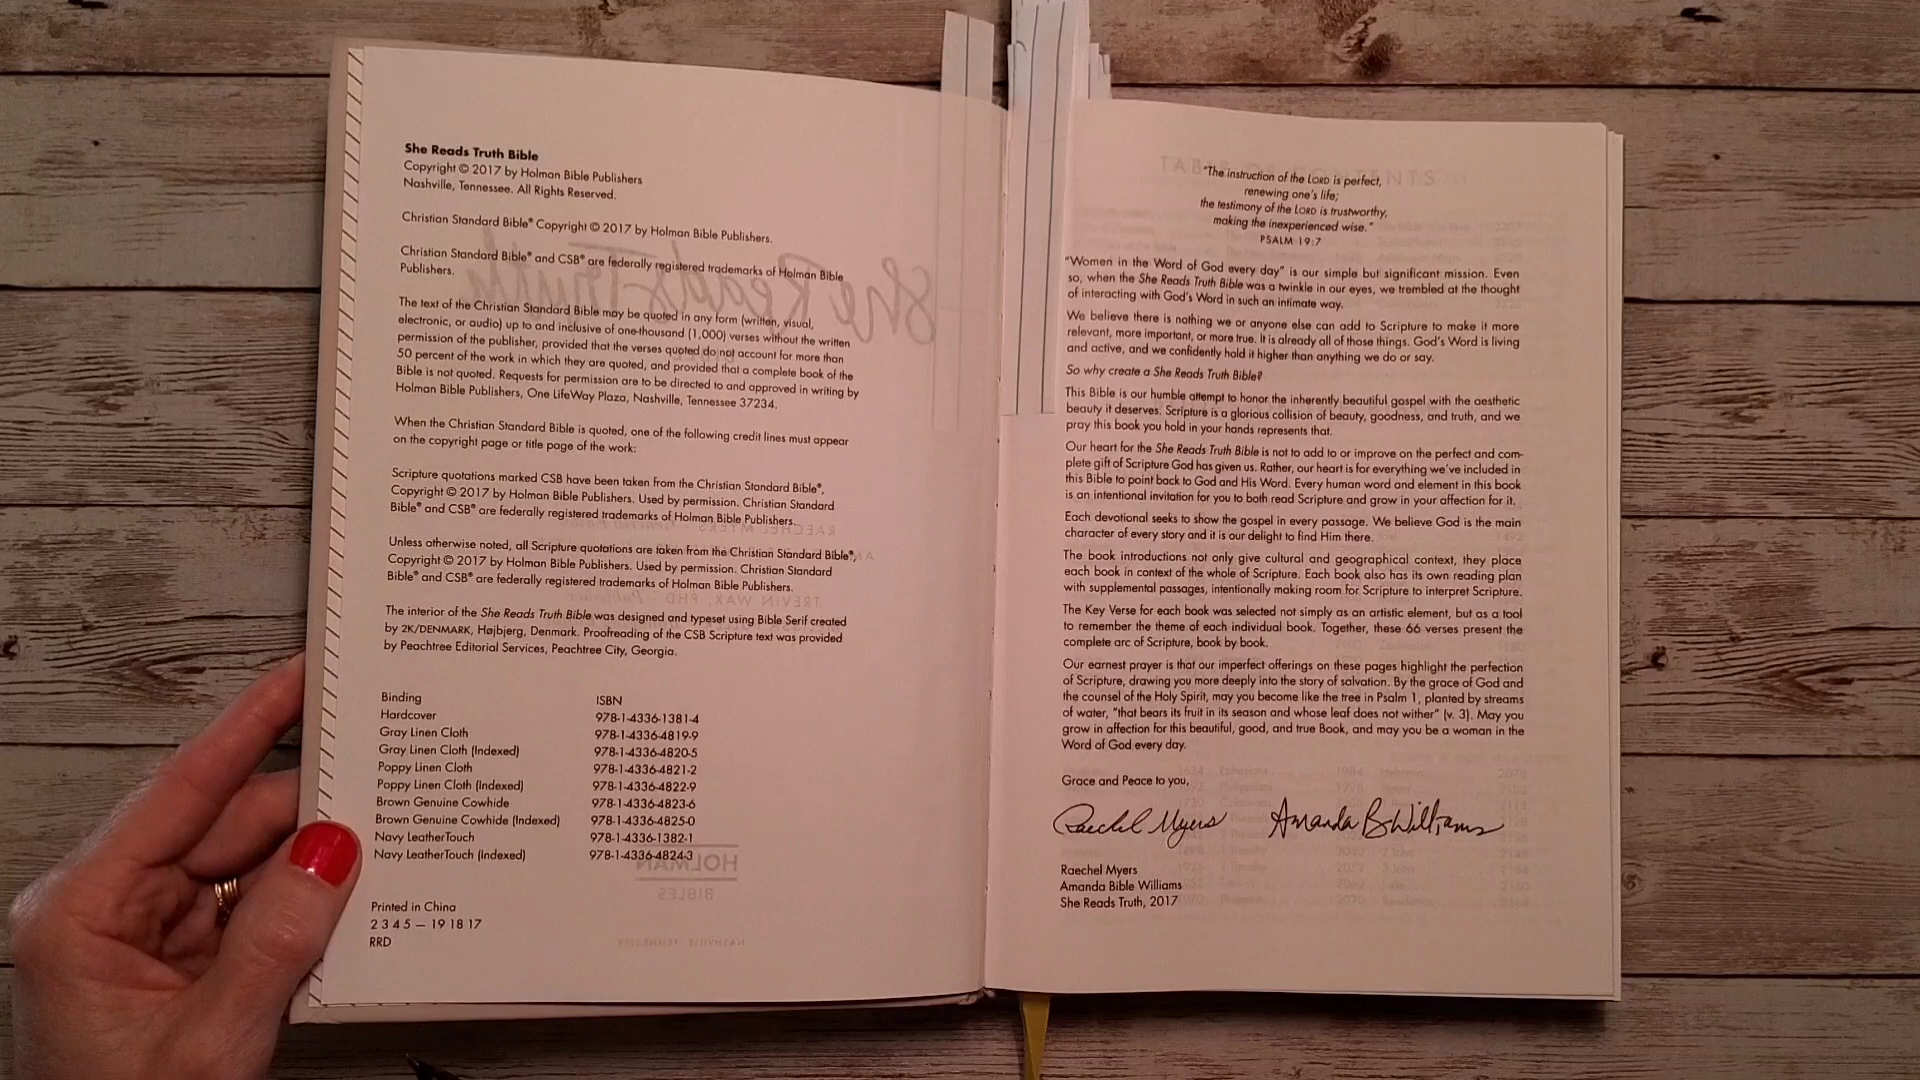 She Reads Truth Bible
Copyright © 2017 by Holman Bible Publishers
Nashville, Tennessee. All Rights Reserved.
Christian Standard Bible® Copyright © 2017 by Holman Bible Publishers.
Christian Standard Bible® and CSB® are federally registered trademarks of Holman Bible
Publishers.
The text of the Christian Standard Bible may be quoted in any form (written, visual,
electronic, or audio) up to and inclusive of one-thousand (1,000) verses without the written
permission of the publisher, provided that the verses quoted do not account for more than
50 percent of the work in which they are quoted, and provided that a complete book of the
Bible is not quoted. Requests for permission are to be directed to and approved in writing by
Holman Bible Publishers, One LifeWay Plaza, Nashville, Tennessee 37234.
When the Christian Standard Bible is quoted, one of the following credit lines must appear
on the copyright page or title page of the work:
Scripture quotations marked CSB have been taken from the Christian Standard Bible®,
Copyright © 2017 by Holman Bible Publishers. Used by permission. Christian Standard
Bible® and CSB® are federally registered trademarks of Holman Bible Publishers.
Unless otherwise noted, all Scripture quotations are taken from the Christian Standard Bible®,
Copyright © 2017 by Holman Bible Publishers. Used by permission. Christian Standard
Bible® and CSB® are federally registered trademarks of Holman Bible Publishers.
The interior of the She Reads Truth Bible was designed and typeset using Bible Serif created
by 2K/DENMARK, Højbjerg, Denmark. Proofreading of the CSB Scripture text was provided
by Peachtree Editorial Services, Peachtree City, Georgia.
Binding ISBN
Hardcover 978-1-4336-1381-4
Gray Linen Cloth 978-1-4336-4819-9
Gray Linen Cloth (Indexed) 978-1-4336-4820-5
Poppy Linen Cloth 978-1-4336-4821-2
Poppy Linen Cloth (Indexed) 978-1-4336-4822-9
Brown Genuine Cowhide 978-1-4336-4823-6
Brown Genuine Cowhide (Indexed) 978-1-4336-4825-0
Navy LeatherTouch 978-1-4336-1382-1
Navy LeatherTouch (Indexed) 978-1-4336-4824-3
Printed in China
2 3 4 5 — 19 18 17
RRD
"The instruction of the LORD is perfect,
renewing one's life;
the testimony of the LORD is trustworthy,
making the inexperienced wise."
PSALM 19:7
"Women in the Word of God every day" is our simple but significant mission. Even
so, when the She Reads Truth Bible was a twinkle in our eyes, we trembled at the thought
of interacting with God's Word in such an intimate way.
We believe there is nothing we or anyone else can add to Scripture to make it more
relevant, more important, or more true. It is already all of those things. God's Word is living
and active, and we confidently hold it higher than anything we do or say.
So why create a She Reads Truth Bible?
This Bible is our humble attempt to honor the inherently beautiful gospel with the aesthetic
beauty it deserves. Scripture is a glorious collision of beauty, goodness, and truth, and we
pray this book you hold in your hands represents that.
Our heart for the She Reads Truth Bible is not to add to or improve on the perfect and com-
plete gift of Scripture God has given us. Rather, our heart is for everything we've included in
this Bible to point back to God and His Word. Every human word and element in this book
is an intentional invitation for you to both read Scripture and grow in your affection for it.
Each devotional seeks to show the gospel in every passage. We believe God is the main
character of every story and it is our delight to find Him there.
The book introductions not only give cultural and geographical context, they place
each book in context of the whole of Scripture. Each book also has its own reading plan
with supplemental passages, intentionally making room for Scripture to interpret Scripture.
The Key Verse for each book was selected not simply as an artistic element, but as a tool
to remember the theme of each individual book. Together, these 66 verses present the
complete arc of Scripture, book by book.
Our earnest prayer is that our imperfect offerings on these pages highlight the perfection
of Scripture, drawing you more deeply into the story of salvation. By the grace of God and
the counsel of the Holy Spirit, may you become like the tree in Psalm 1, planted by streams
of water, "that bears its fruit in its season and whose leaf does not wither" (v. 3). May you
grow in affection for this beautiful, good, and true Book, and may you be a woman in the
Word of God every day.
Grace and Peace to you,
Raechel Myers Amanda B Williams
Raechel Myers
Amanda Bible Williams
She Reads Truth, 2017